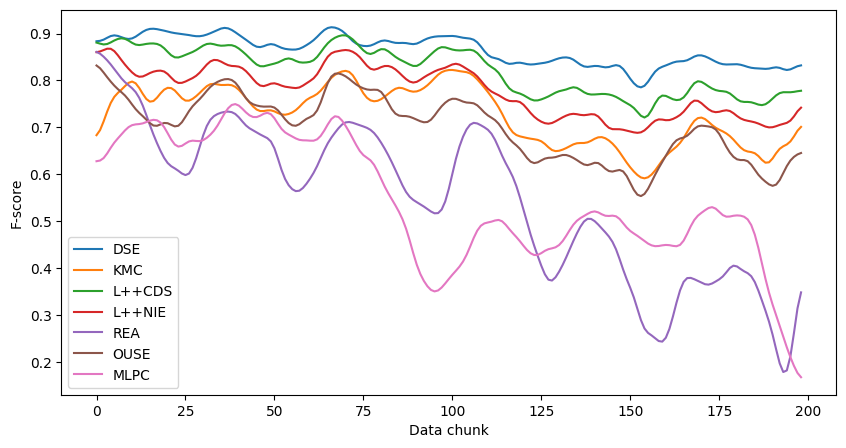 F-score
0.9
0.8
0.7
0.6
0.5
0.4
0.3
0.2
DSE
KMC
L++CDS
L++NIE
REA
OUSE
MLPC
0 25 50 75 100 125 150 175 200
Data chunk